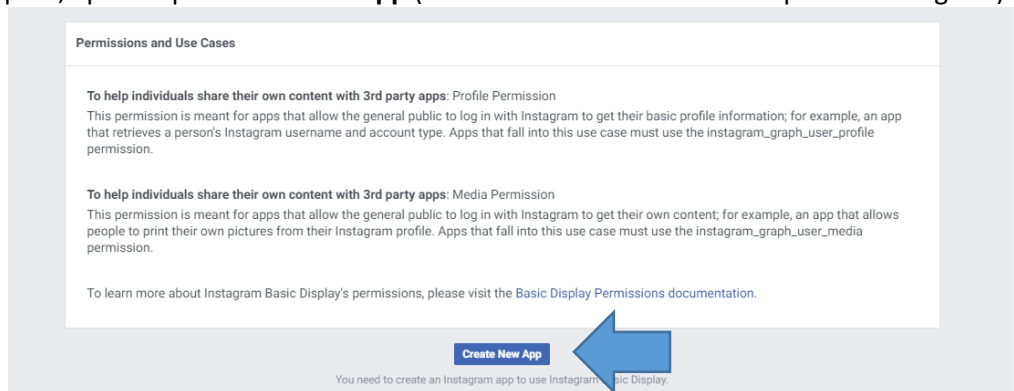 App
Permissions and Use Cases
To help individuals share their own content with 3rd party apps: Profile Permission
This permission is meant for apps that allow the general public to log in with Instagram to get their basic profile information; for example, an app
that retrieves a person's Instagram username and account type. Apps that fall into this use case must use the instagram_graph_user_profile
permission.
To help individuals share their own content with 3rd party apps: Media Permission
This permission is meant for apps that allow the general public to log in with Instagram to get their own content; for example, an app that allows
people to print their own pictures from their Instagram profile. Apps that fall into this use case must use the instagram_graph_user_media
permission.
To learn more about Instagram Basic Display's permissions, please visit the Basic Display Permissions documentation.
Create New App
You need to create an Instagram app to use Instagram Display.